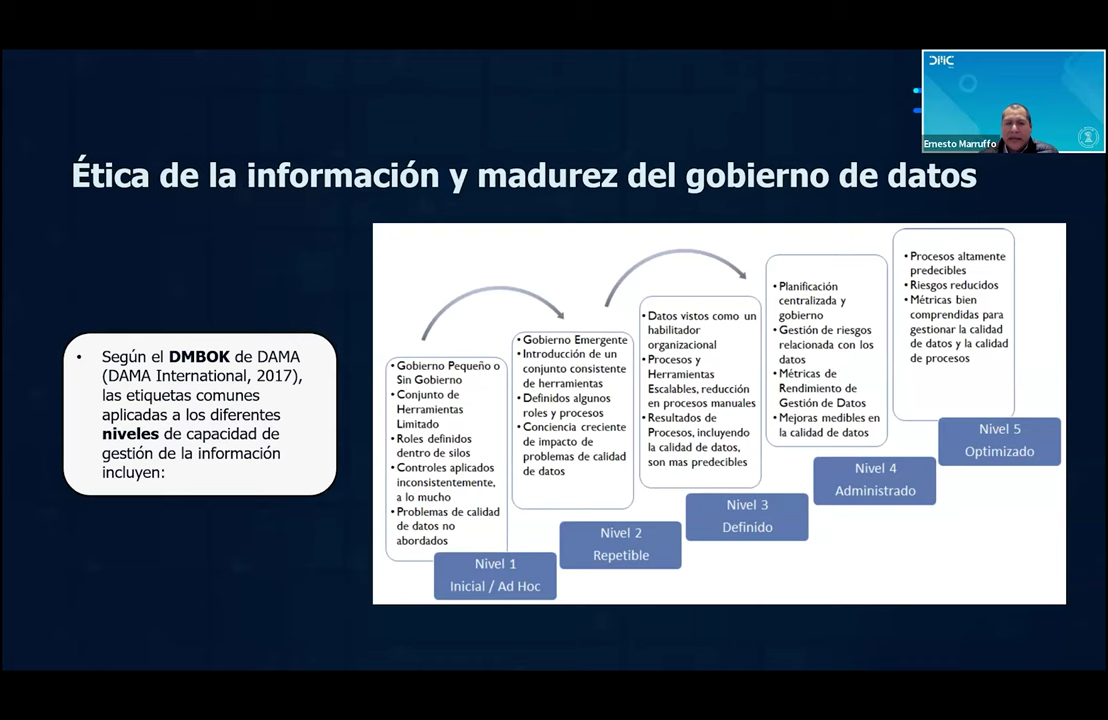 DMC
Ernesto Marruffo
Ética de la información y madurez del gobierno de datos
• Según el DMBOK de DAMA
(DAMA International, 2017),
las etiquetas comunes
aplicadas a los diferentes
niveles de capacidad de
gestión de la información
incluyen:
• Gobierno Pequeño o
Sin Gobierno
• Conjunto de
Herramientas
Limitado
• Roles definidos
dentro de silos
• Controles aplicados
inconsistentemente,
a lo mucho
• Problemas de calidad
de datos no
abordados
Nivel 1
Inicial / Ad Hoc
• Gobierno Emergente
• Introducción de un
conjunto consistente
de herramientas
• Definidos algunos
roles y procesos
• Conciencia creciente
de impacto de
problemas de calidad
de datos
Nivel 2
Repetible
• Datos vistos como un
habilitador
organizacional
• Procesos y
Herramientas
Escalables, reducción
en procesos manuales
• Resultados de
Procesos, incluyendo
la calidad de datos,
son mas predecibles
Nivel 3
Definido
• Planificación
centralizada y
gobierno
• Gestión de riesgos
relacionada con los
datos
• Métricas de
Rendimiento de
Gestión de Datos
• Mejoras medibles en
la calidad de datos
Nivel 4
Administrado
• Procesos altamente
predecibles
• Riesgos reducidos
• Métricas bien
comprendidas para
gestionar la calidad
de datos y la calidad
de procesos
Nivel 5
Optimizado